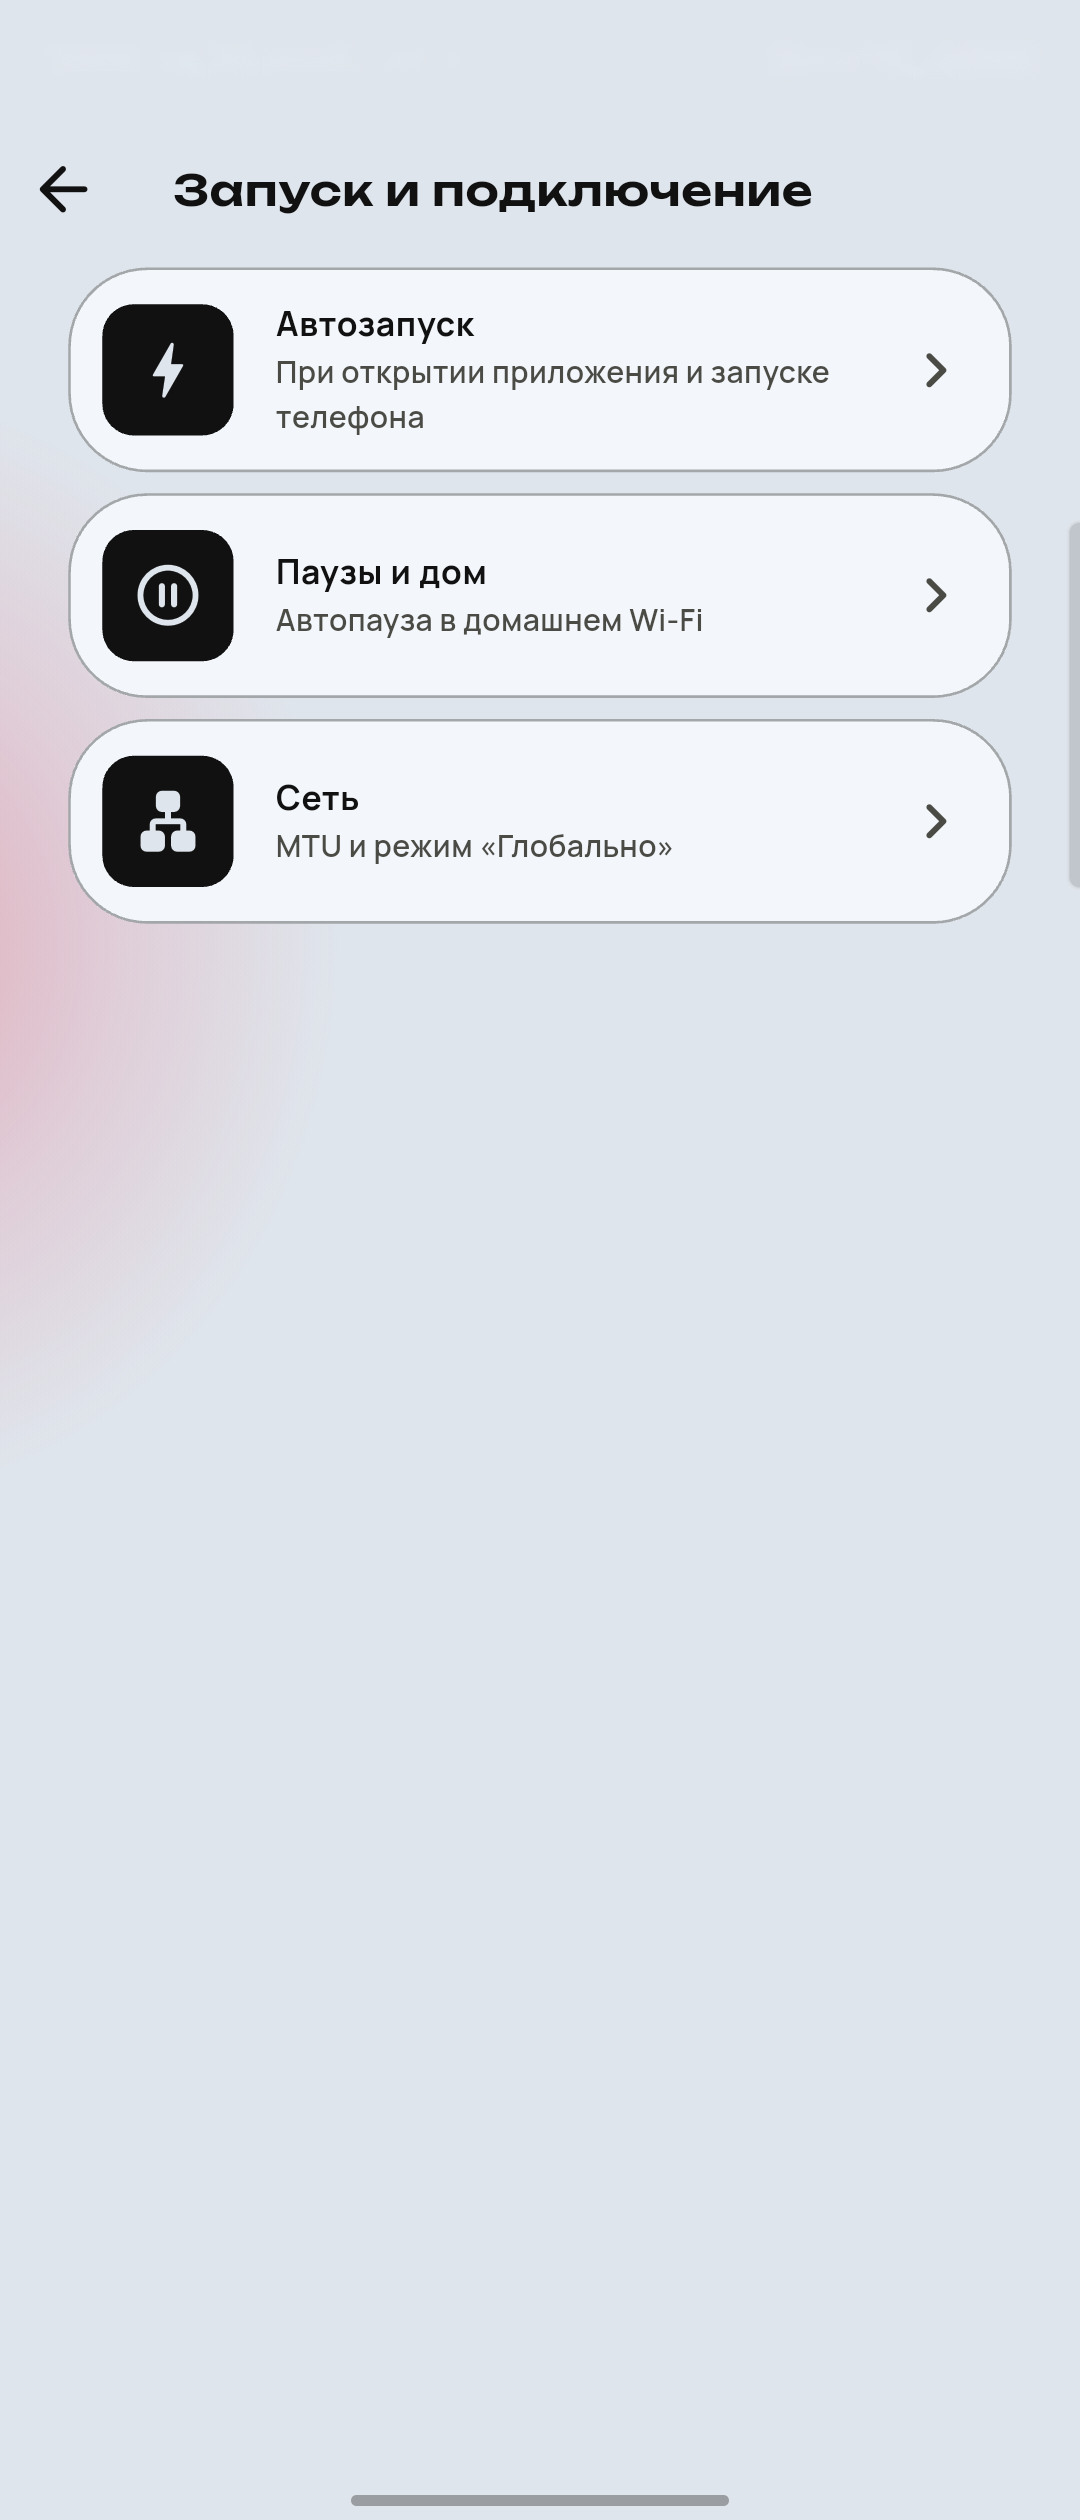 Запуск и подключение
Автозапуск
При открытии приложения и запуске
телефона
Паузы и дом
Автопауза в домашнем Wi-Fi
Сеть
MTU и режим «Глобально»